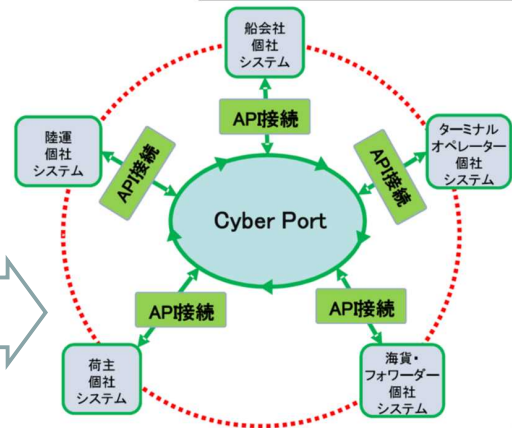 船会社
個社
システム
API接続
陸運
個社
システム
API接続
ターミナル
オペレーター
個社
システム
API接続
Cyber Port
API接続
API接続
荷主
個社
システム
海貨・
フォワーダー
個社
システム